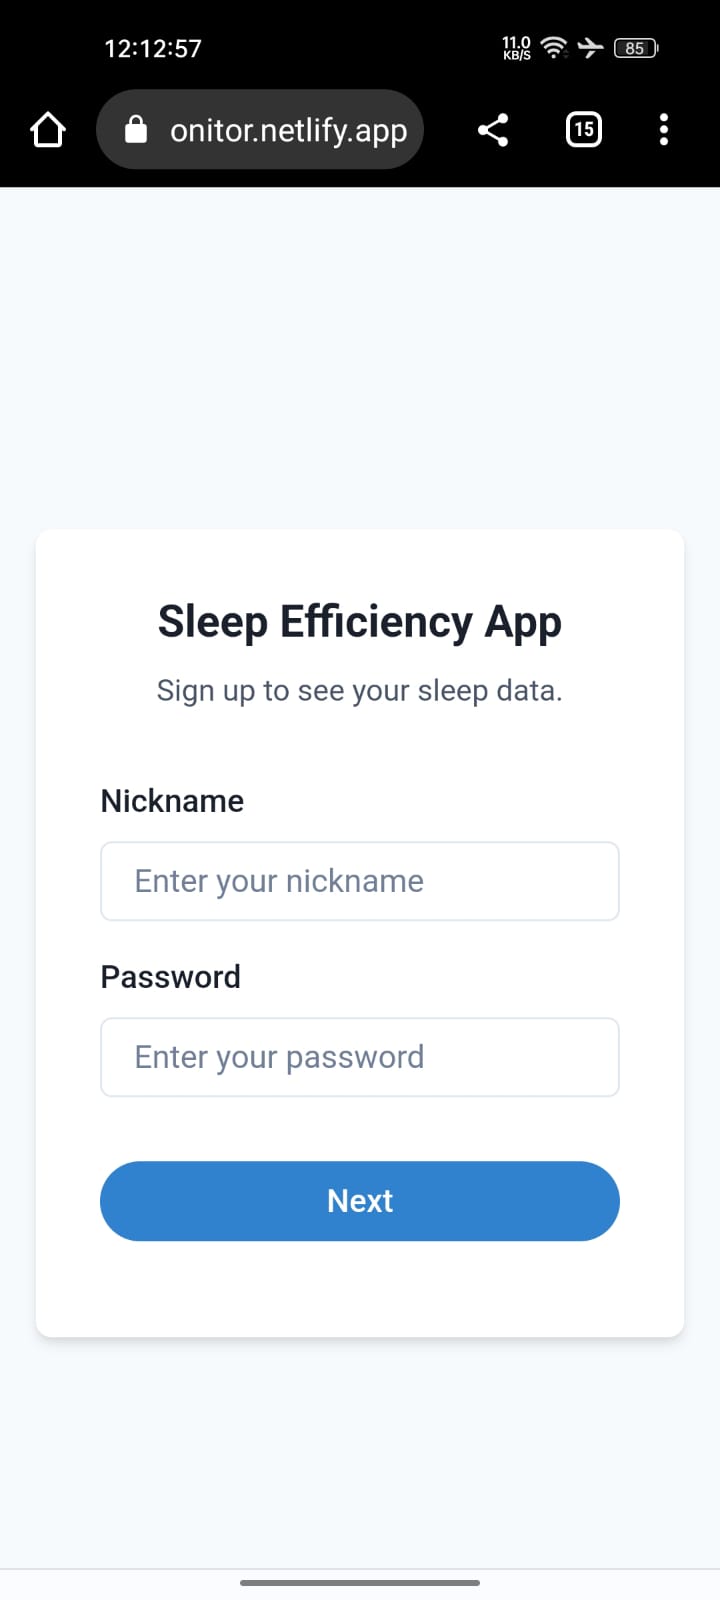 12:12:57
11.0
KB/S
85
onitor.netlify.app
15
Sleep Efficiency App
Sign up to see your sleep data.
Nickname
Enter your nickname
Password
Enter your password
Next